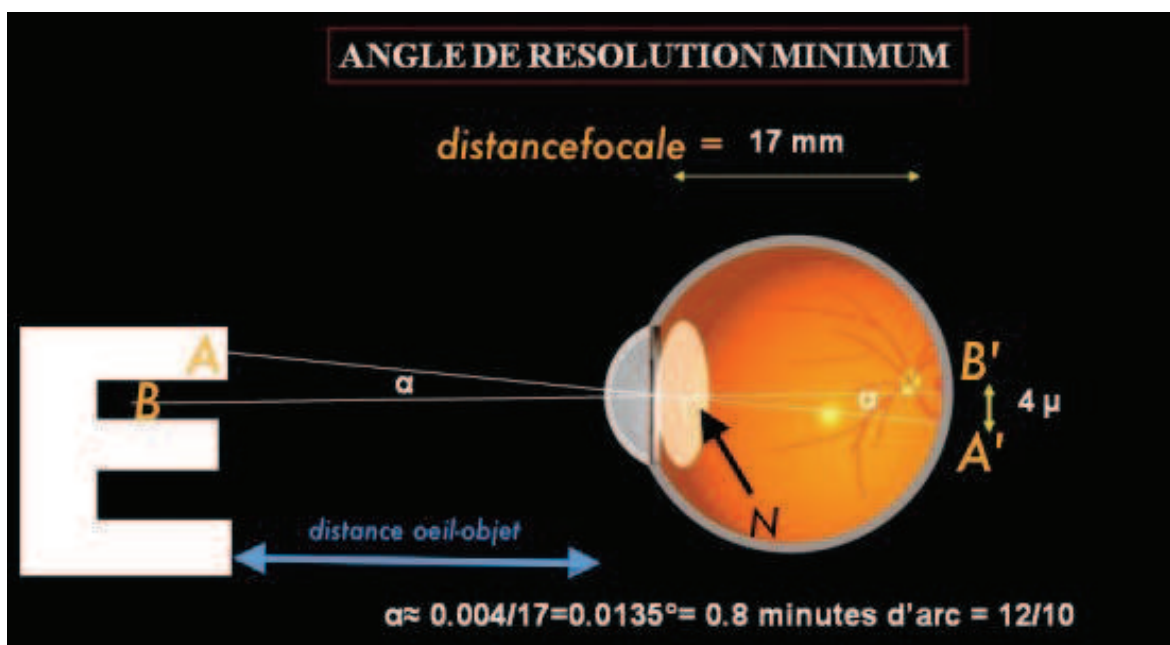 ANGLE DE RESOLUTION MINIMUM
distancefocale = 17 mm
A
α
B
α
B'
4 µ
A'
N
distance oeil-objet
α≈ 0.004/17=0.0135°= 0.8 minutes d'arc = 12/10